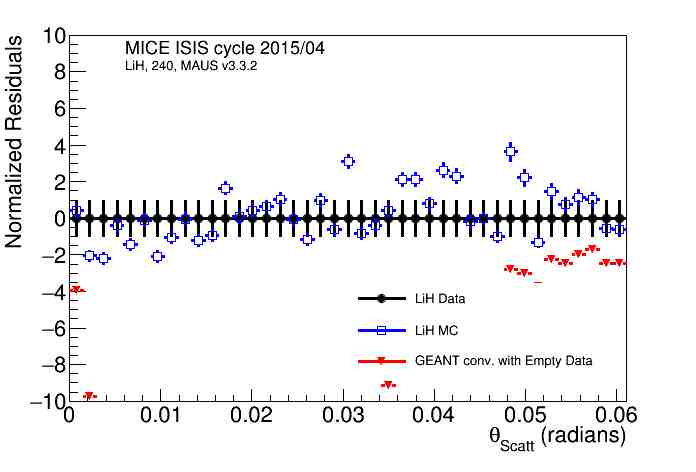 MICE ISIS cycle 2015/04
LiH, 240, MAUS v3.3.2
Normalized Residuals
10
8
6
4
2
0
−2
−4
−6
−8
−10
LiH Data
LiH MC
GEANT conv. with Empty Data
0 0.01 0.02 0.03 0.04 0.05 0.06
θScatt (radians)